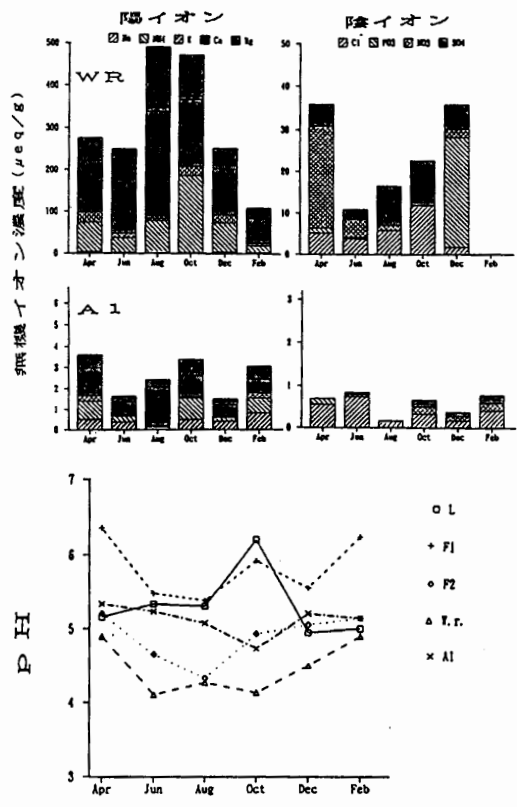 陽イオン 陰イオン
Na NH4 K Ca Mg Cl PO3 NO3 SO4
無機イオン濃度(μeq/g)
WR
500
400
300
200
100
0
Apr Jun Aug Oct Dec Feb
50
40
30
20
10
0
Apr Jun Aug Oct Dec Feb
A1
6
5
4
3
2
1
0
Apr Jun Aug Oct Dec Feb
3
2
1
0
Apr Jun Aug Oct Dec Feb
PH
7
6
5
4
3
Apr Jun Aug Oct Dec Feb
L
F1
F2
W.r.
A1